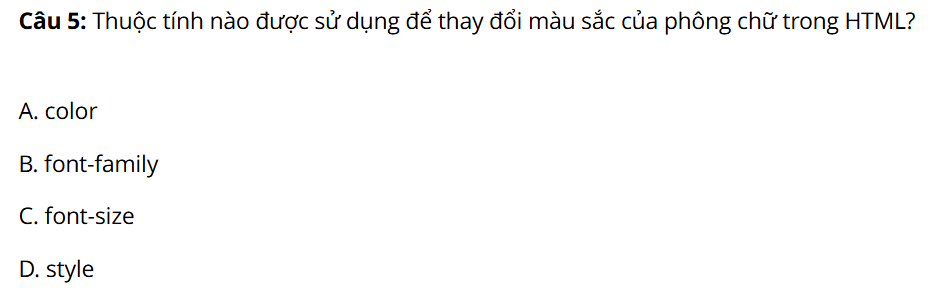 Câu 5: Thuộc tính nào được sử dụng để thay đổi màu sắc của phông chữ trong HTML?
A. color
B. font-family
C. font-size
D. style